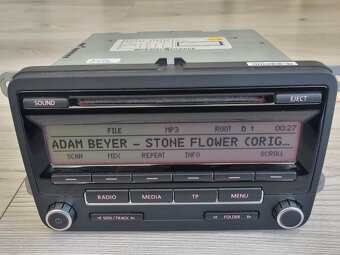 SOUND
EJECT
FILE MP3 ROOT 1 00:27
ADAM BEYER - STONE FLOWER (ORIG...
SCAN MIX REPEAT INFO SCROLL
RADIO MEDIA TP MENU
SEEK/TRACK
FOLDER